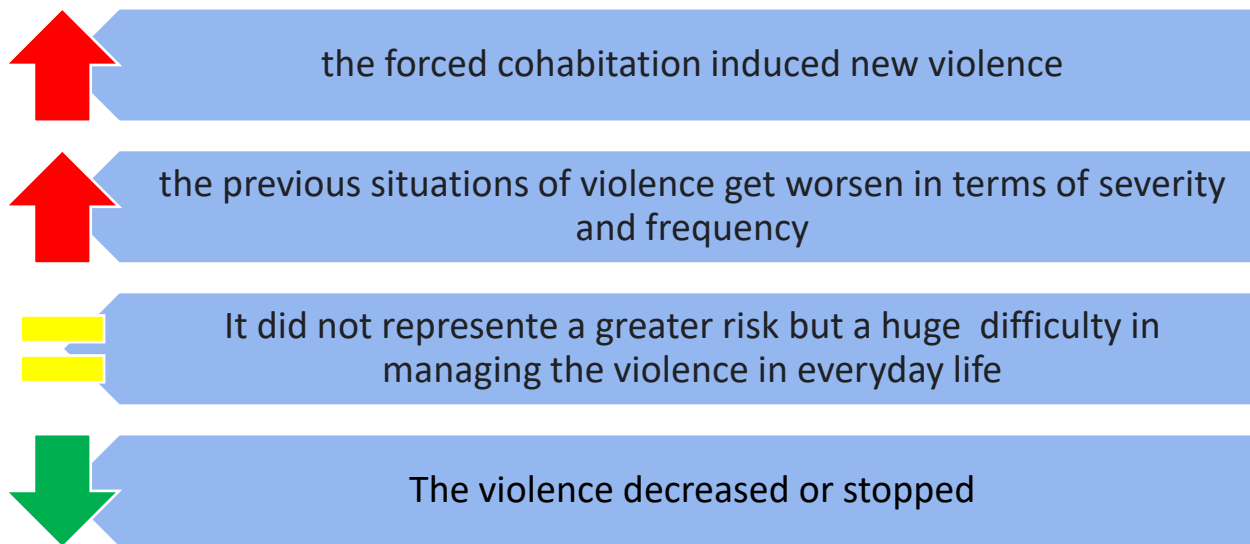 the forced cohabitation induced new violence
the previous situations of violence get worsen in terms of severity
and frequency
It did not represente a greater risk but a huge  difficulty in
managing the violence in everyday life
The violence decreased or stopped